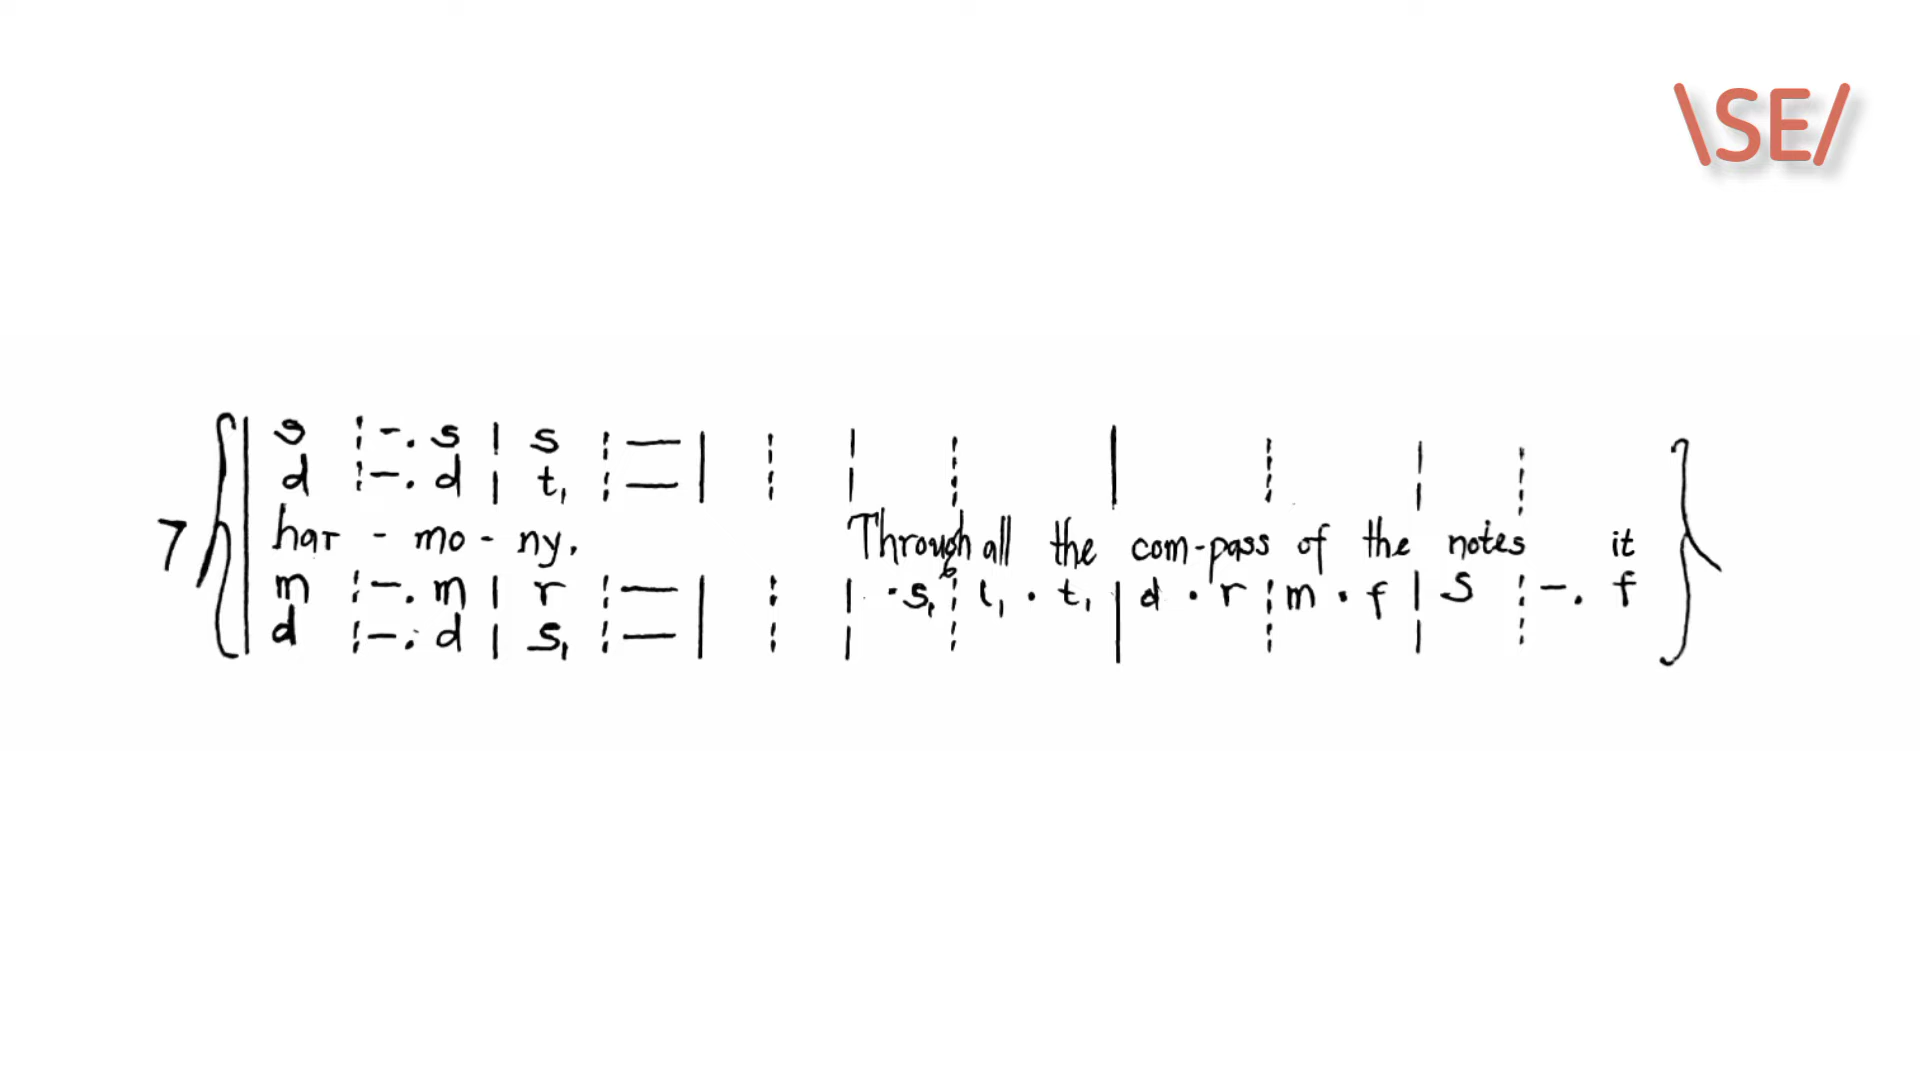 \SE/
7
s :-. s | s :— | : | : | : | :
d :-. d | t, :— | : | : | : | :
har - mo - ny. Through all the com-pass of the notes it
m :-. m | r :— | : | ·s, : l, · t, | d · r : m · f | s :-. f
d :-. d | s, :— | : | : | : | :